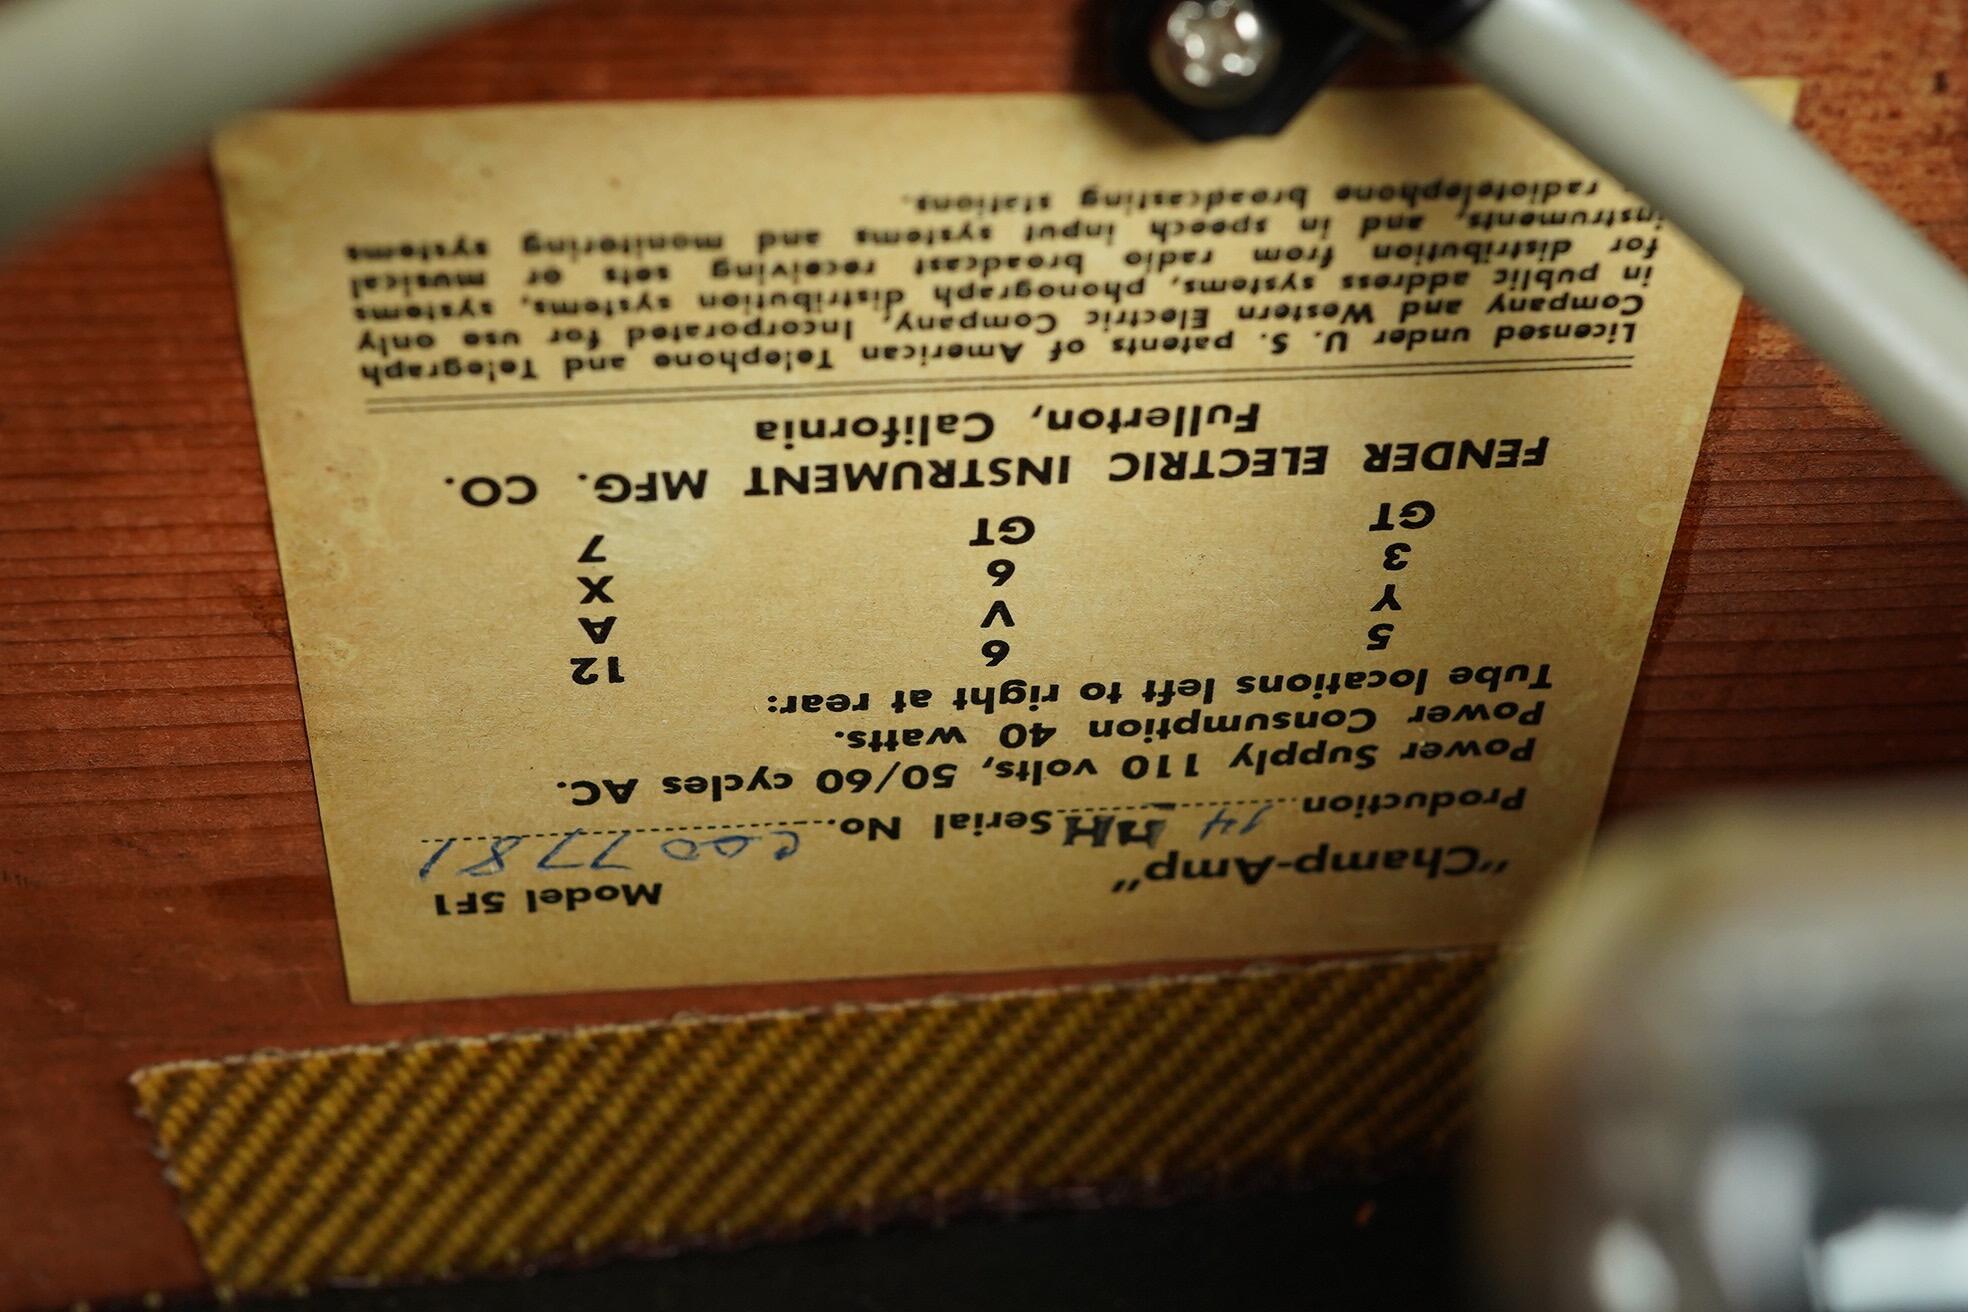 "Champ-Amp" Model 5F1
Production 14 Serial No. C007781
Power Supply 110 volts, 50/60 cycles AC.
Power Consumption 40 watts.
Tube locations left to right at rear:
5 6 12
Y V A
3 6 X
GT GT 7
FENDER ELECTRIC INSTRUMENT MFG. CO.
Fullerton, California
Licensed under U. S. patents of American Telephone and Telegraph
Company and Western Electric Company, Incorporated for use only
in public address systems, phonograph distribution systems, systems
for distribution from radio broadcast receiving sets or musical
instruments, and in speech input systems and monitoring systems
radiotelephone broadcasting stations.